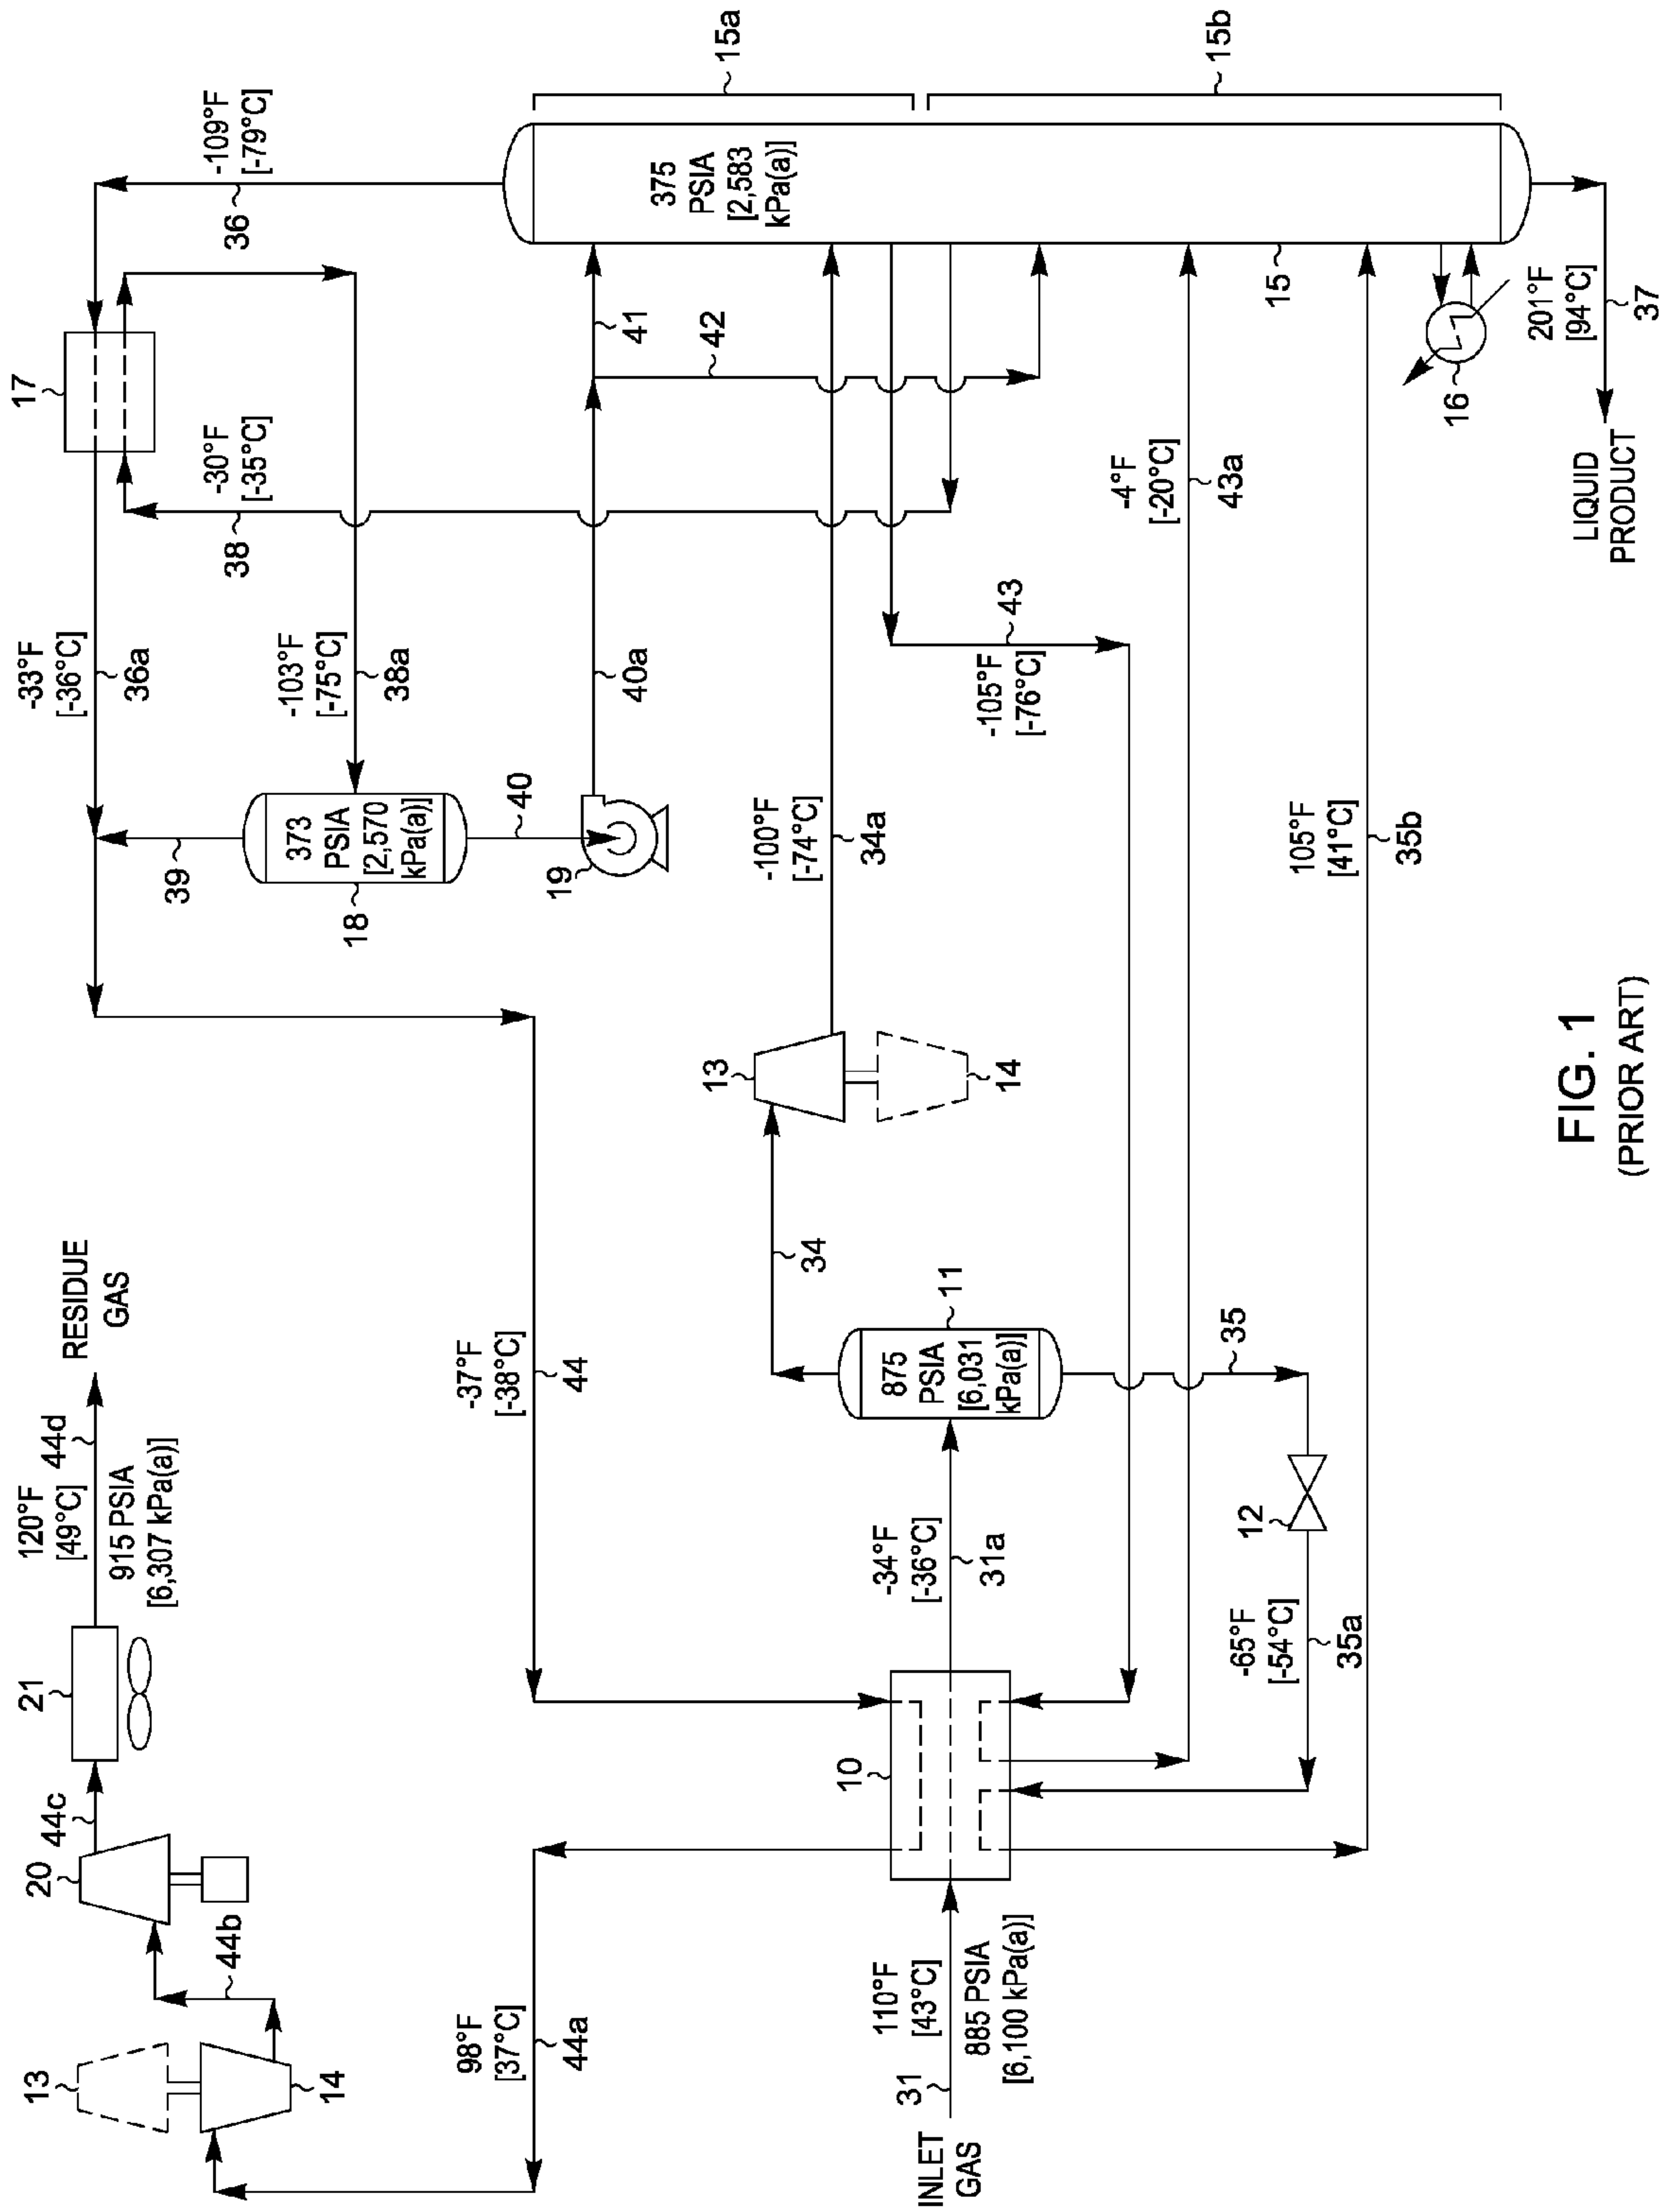 120°F
[49°C]
44d
915 PSIA
[6,307 kPa(a)]
RESIDUE
GAS
13
14
44b
20
44c
21
98°F
[37°C]
44a
-37°F
[-38°C]
44
-33°F
[-36°C]
36a
17
-109°F
[-79°C]
36
-30°F
[-35°C]
38
39
373
PSIA
[2,570
kPa(a)]
18
-103°F
[-75°C]
38a
40
19
40a
41
42
15a
375
PSIA
[2,583
kPa(a)]
15
15b
13
14
34
-100°F
[-74°C]
34a
-105°F
[-76°C]
43
-4°F
[-20°C]
43a
105°F
[41°C]
35b
16
201°F
[94°C]
37
LIQUID
PRODUCT
INLET
GAS
31
110°F
[43°C]
885 PSIA
[6,100 kPa(a)]
10
-34°F
[-36°C]
31a
11
875
PSIA
[6,031
kPa(a)]
35
12
-65°F
[-54°C]
35a
FIG. 1
(PRIOR ART)